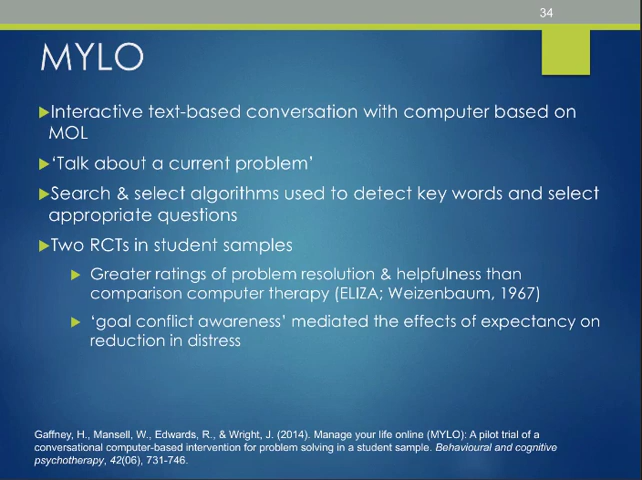 34
MYLO
▶Interactive text-based conversation with computer based on
MOL
▶‘Talk about a current problem’
▶Search & select algorithms used to detect key words and select
appropriate questions
▶Two RCTs in student samples
▶ Greater ratings of problem resolution & helpfulness than
comparison computer therapy (ELIZA; Weizenbaum, 1967)
▶ ‘goal conflict awareness’ mediated the effects of expectancy on
reduction in distress
Gaffney, H., Mansell, W., Edwards, R., & Wright, J. (2014). Manage your life online (MYLO): A pilot trial of a
conversational computer-based intervention for problem solving in a student sample. Behavioural and cognitive
psychotherapy, 42(06), 731-746.